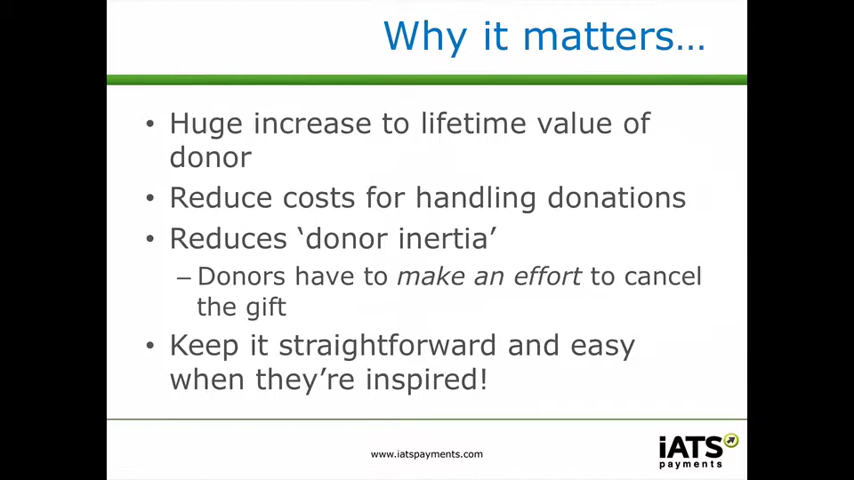 Why it matters...
• Huge increase to lifetime value of
donor
• Reduce costs for handling donations
• Reduces ‘donor inertia’
– Donors have to make an effort to cancel
the gift
• Keep it straightforward and easy
when they’re inspired!
www.iatspayments.com
iATS
payments